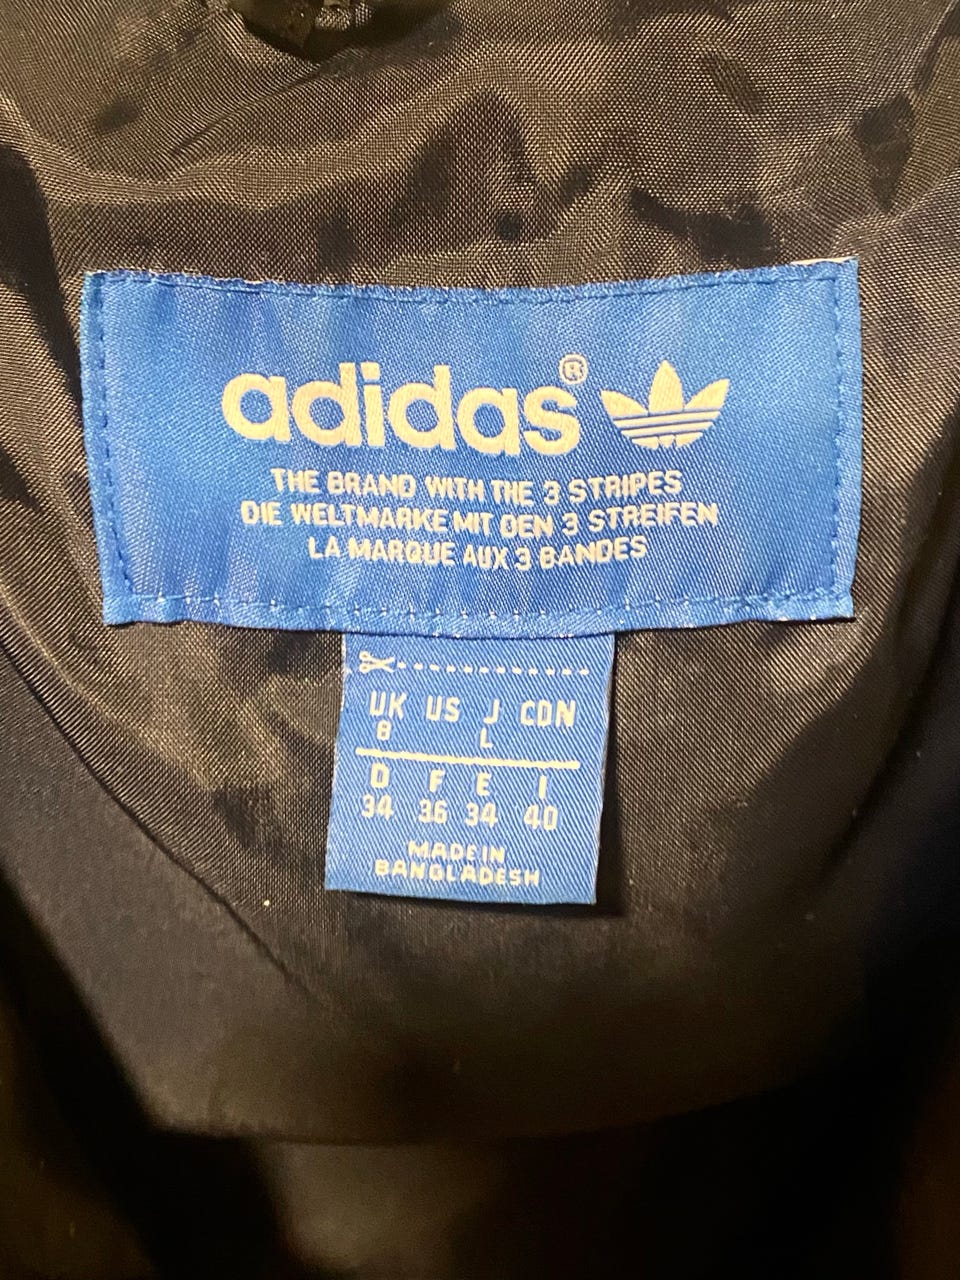 adidas®
THE BRAND WITH THE 3 STRIPES
DIE WELTMARKE MIT DEN 3 STREIFEN
LA MARQUE AUX 3 BANDES
UK US J CDN
8 L
D F E I
34 36 34 40
MADE IN
BANGLADESH